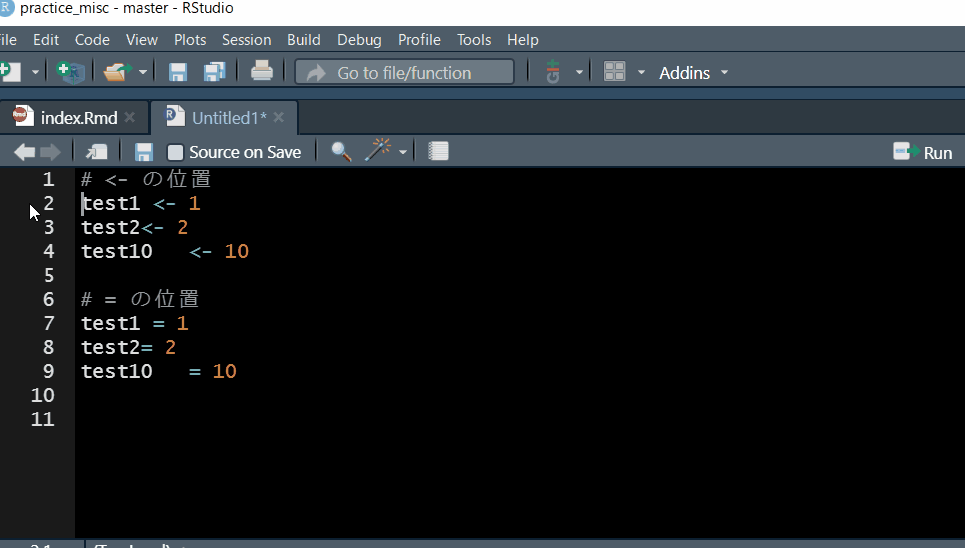 practice_misc - master - RStudio
File Edit Code View Plots Session Build Debug Profile Tools Help
Go to file/function Addins
index.Rmd Untitled1*
Source on Save Run
1 # <- の位置
2 test1 <- 1
3 test2<- 2
4 test10   <- 10
5
6 # = の位置
7 test1 = 1
8 test2= 2
9 test10   = 10
10
11